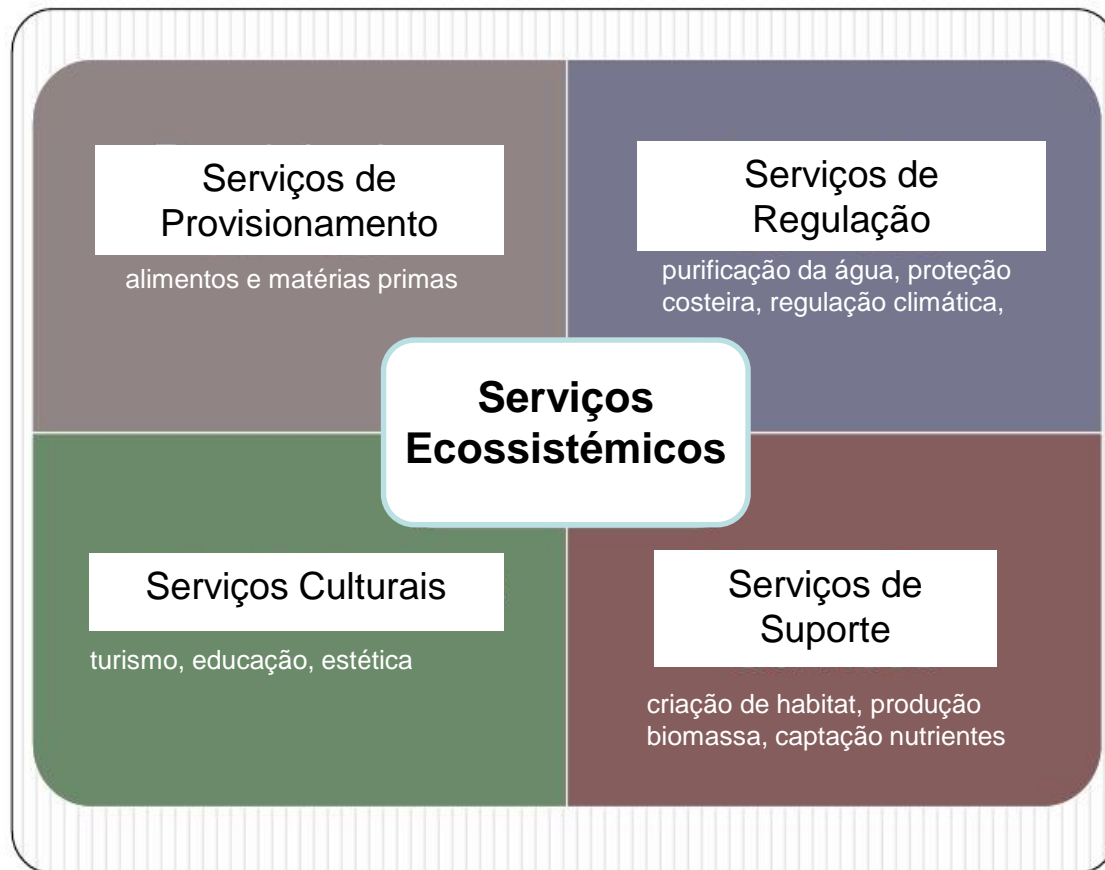 Serviços de
Provisionamento
alimentos e matérias primas
Serviços de
Regulação
purificação da água, proteção
costeira, regulação climática,
Serviços
Ecossistémicos
Serviços Culturais
turismo, educação, estética
Serviços de
Suporte
criação de habitat, produção
biomassa, captação nutrientes